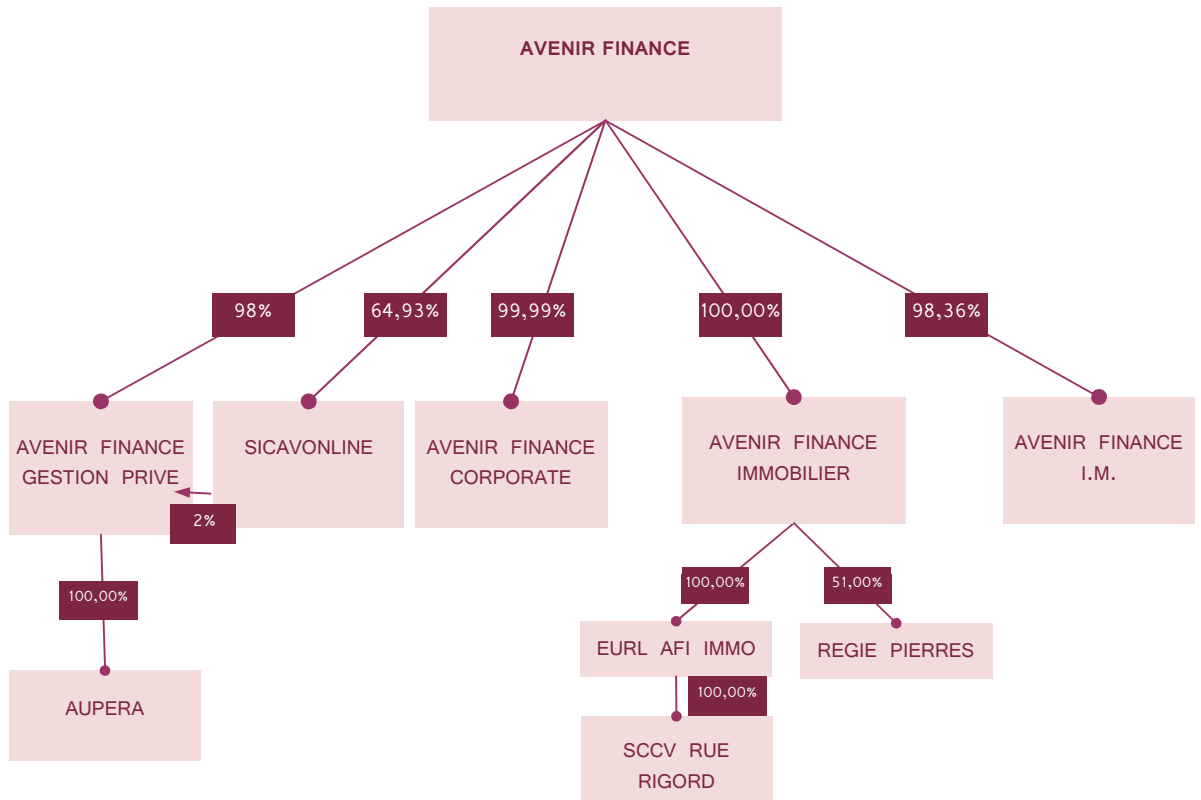 AVENIR FINANCE
98%
64,93%
99,99%
100,00%
98,36%
AVENIR FINANCE
GESTION PRIVE
SICAVONLINE
AVENIR FINANCE
CORPORATE
AVENIR FINANCE
IMMOBILIER
AVENIR FINANCE
I.M.
2%
100,00%
100,00%
51,00%
AUPERA
EURL AFI IMMO
REGIE PIERRES
100,00%
SCCV RUE
RIGORD